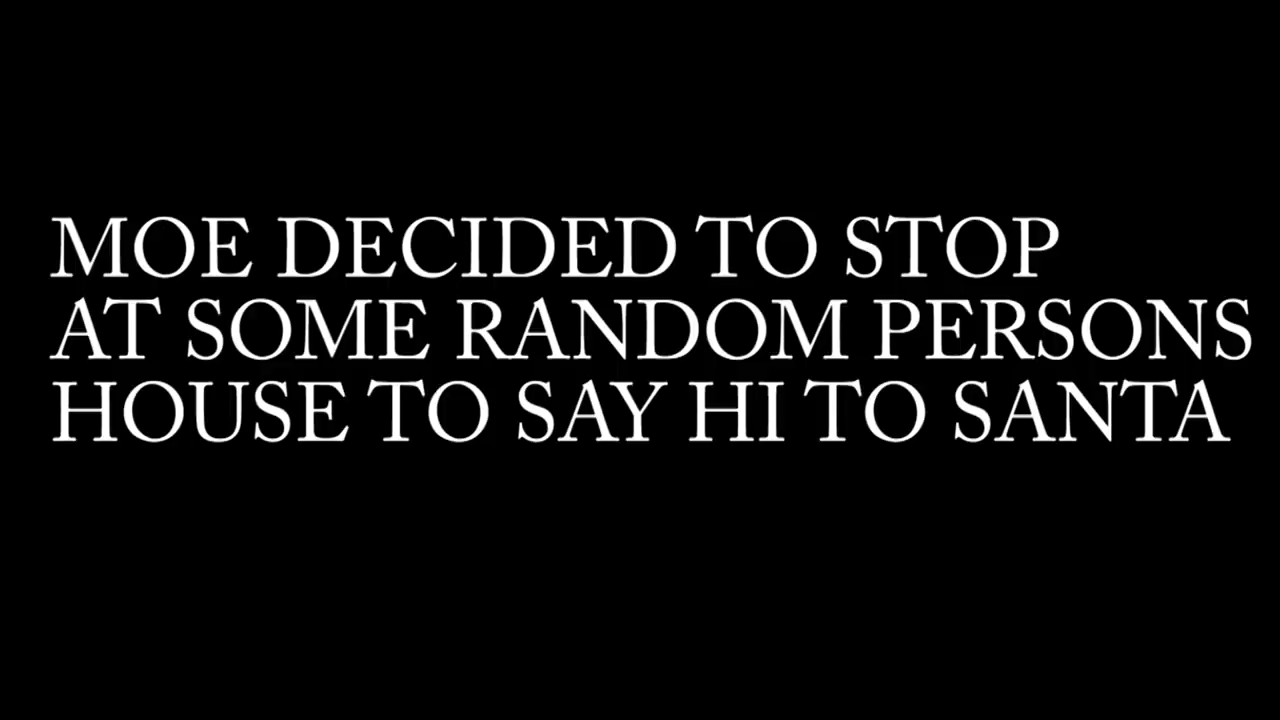 MOE DECIDED TO STOP
AT SOME RANDOM PERSONS
HOUSE TO SAY HI TO SANTA